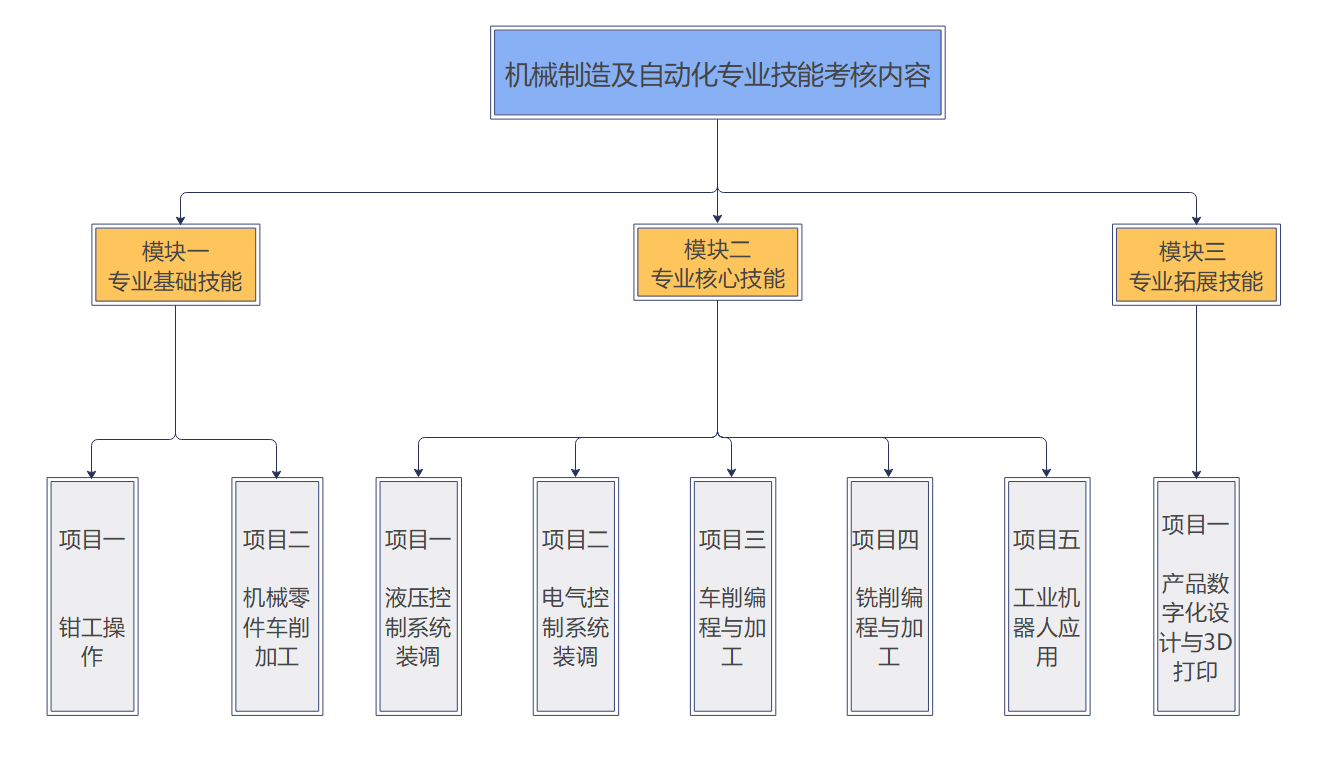 机械制造及自动化专业技能考核内容
模块一
专业基础技能
模块二
专业核心技能
模块三
专业拓展技能
项目一
钳工操
作
项目二
机械零
件车削
加工
项目一
液压控
制系统
装调
项目二
电气控
制系统
装调
项目三
车削编
程与加
工
项目四
铣削编
程与加
工
项目五
工业机
器人应
用
项目一
产品数
字化设
计与3D
打印